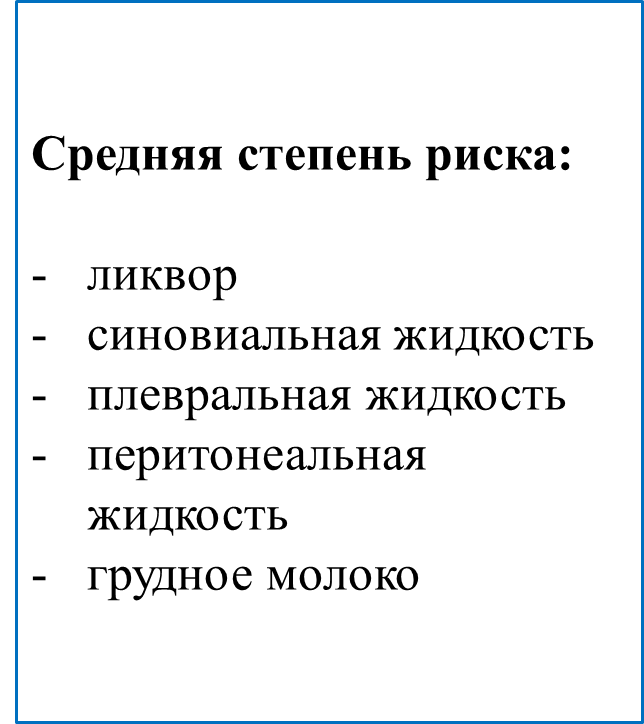 Средняя степень риска:
- ликвор
- синовиальная жидкость
- плевральная жидкость
- перитонеальная
жидкость
- грудное молоко